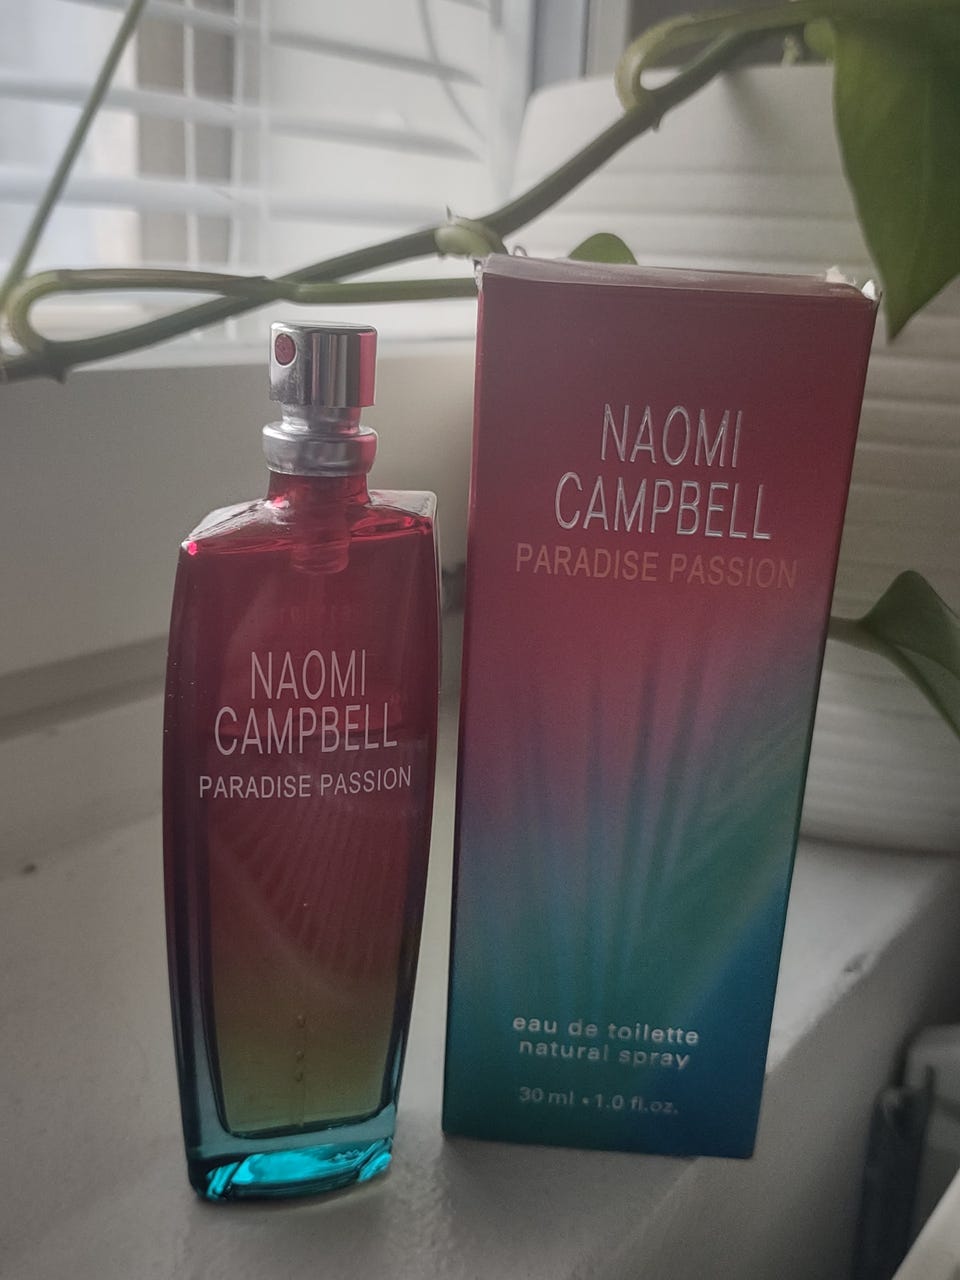 NAOMI
CAMPBELL
PARADISE PASSION
NAOMI
CAMPBELL
PARADISE PASSION
eau de toilette
natural spray
30 ml • 1.0 fl.oz.